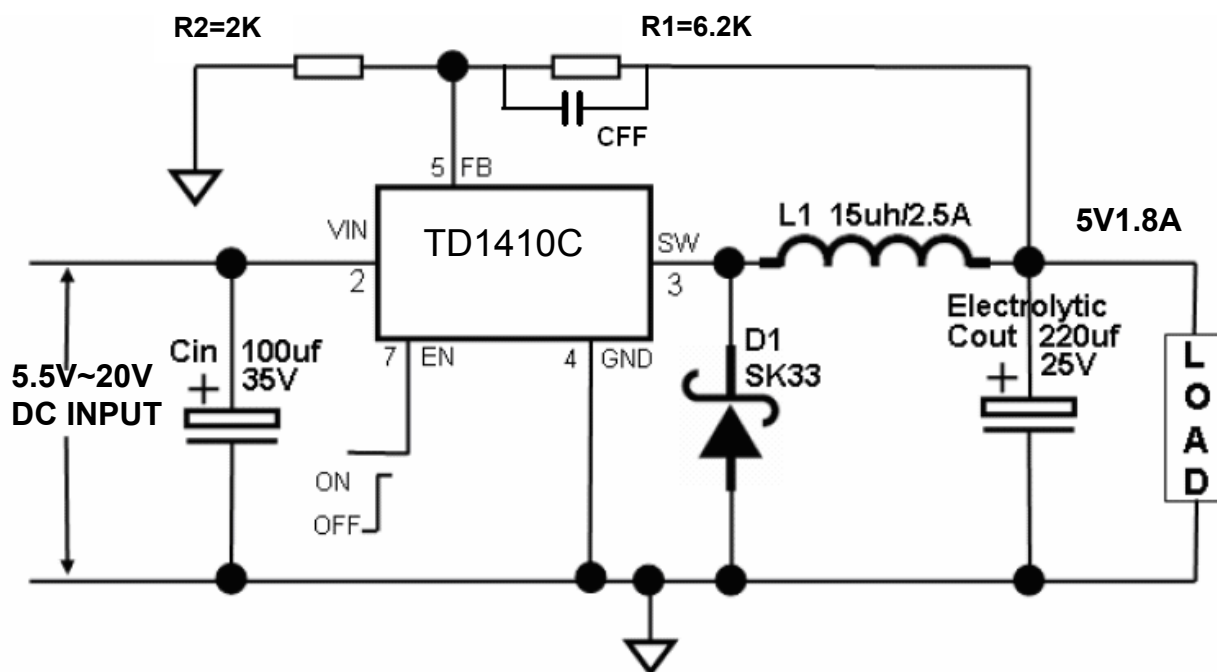 R2=2K
R1=6.2K
CFF
5 FB
VIN
TD1410C
SW
L1 15uh/2.5A
5V1.8A
2
3
Electrolytic
Cin 100uf
35V
7 EN
4 GND
D1
SK33
Cout 220uf
25V
+
+
5.5V~20V
DC INPUT
LOAD
ON
OFF